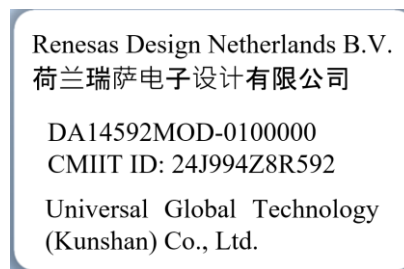 Renesas Design Netherlands B.V.
荷兰瑞萨电子设计有限公司
DA14592MOD-0100000
CMIIT ID: 24J994Z8R592
Universal Global Technology
(Kunshan) Co., Ltd.